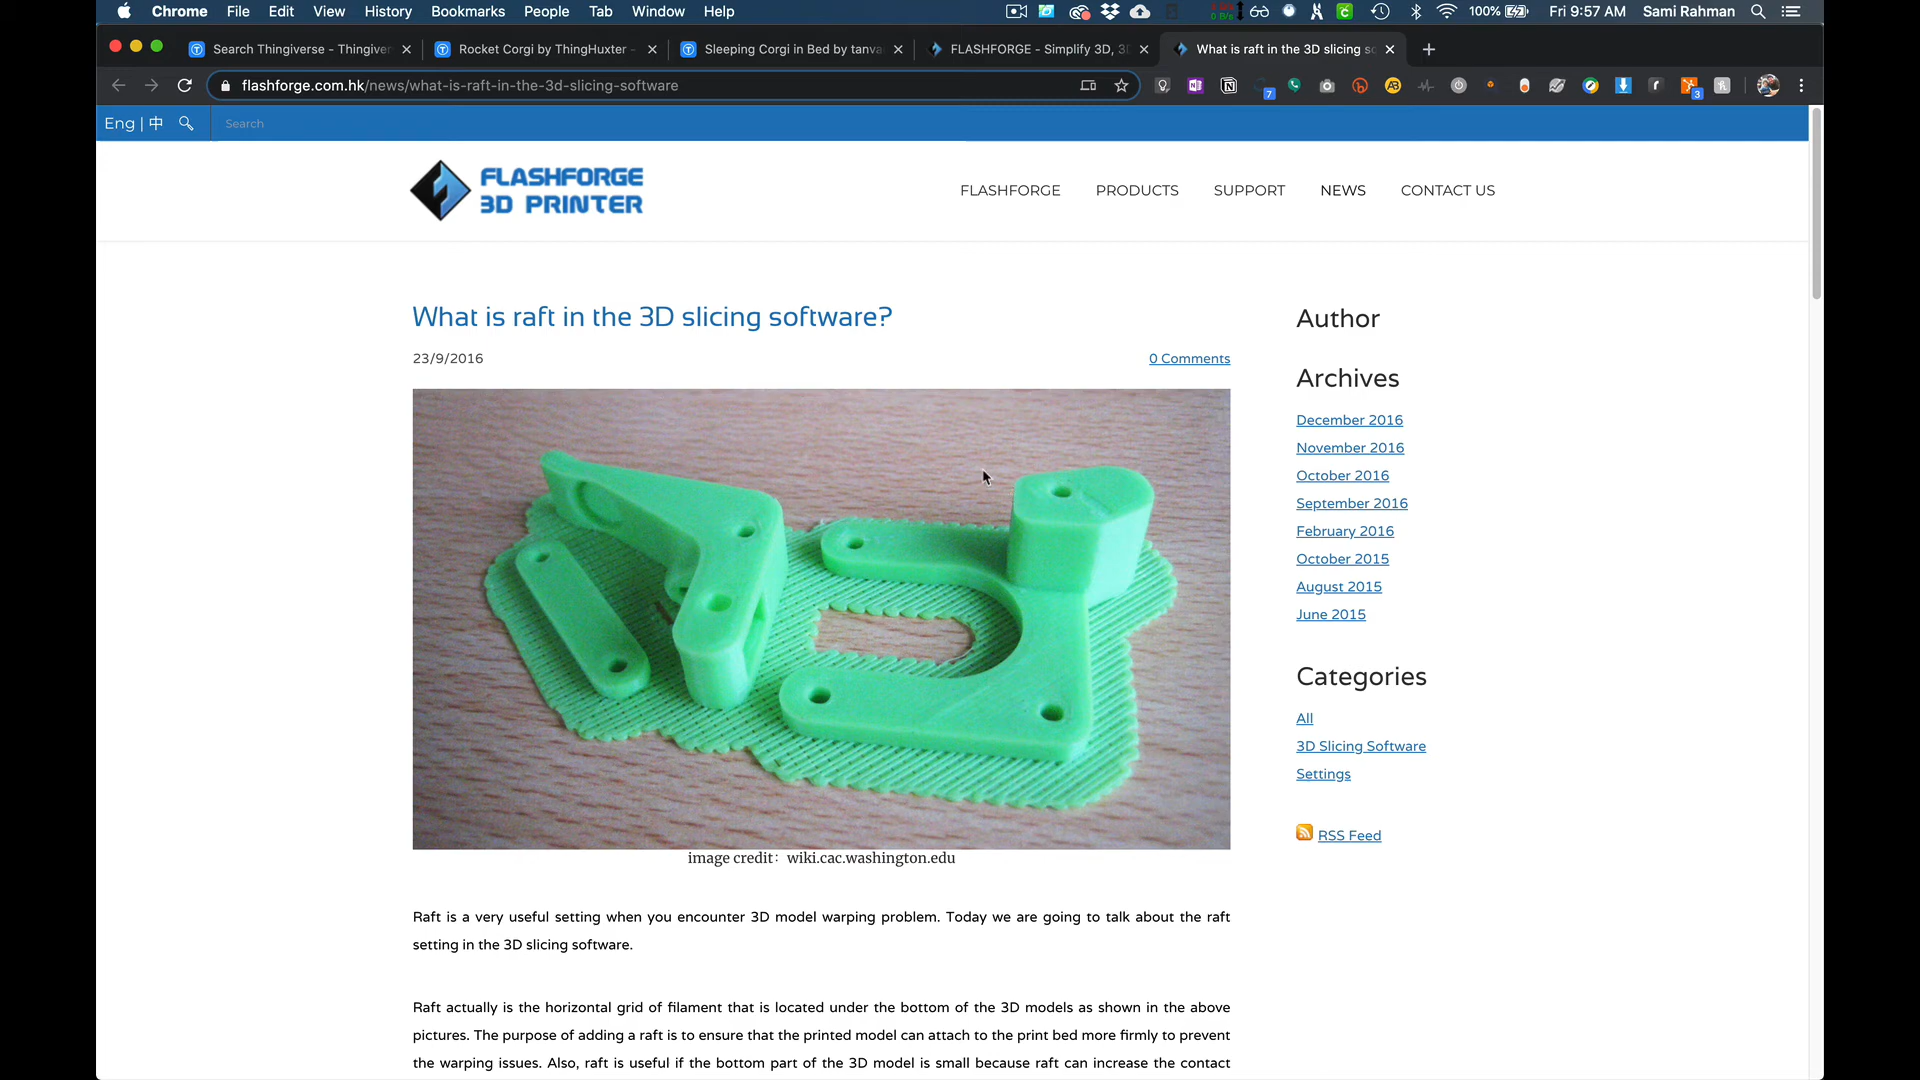 Chrome File Edit View History Bookmarks People Tab Window Help 100% Fri 9:57 AM Sami Rahman
Search Thingiverse - Thingiver Rocket Corgi by ThingHuxter - Sleeping Corgi in Bed by tanva FLASHFORGE - Simplify 3D, 3D What is raft in the 3D slicing so
flashforge.com.hk/news/what-is-raft-in-the-3d-slicing-software
Eng | 中 Search
FLASHFORGE
3D PRINTER
FLASHFORGE PRODUCTS SUPPORT NEWS CONTACT US
What is raft in the 3D slicing software?
23/9/2016 0 Comments
image credit：wiki.cac.washington.edu
Raft is a very useful setting when you encounter 3D model warping problem. Today we are going to talk about the raft
setting in the 3D slicing software.
Raft actually is the horizontal grid of filament that is located under the bottom of the 3D models as shown in the above
pictures. The purpose of adding a raft is to ensure that the printed model can attach to the print bed more firmly to prevent
the warping issues. Also, raft is useful if the bottom part of the 3D model is small because raft can increase the contact
Author
Archives
December 2016
November 2016
October 2016
September 2016
February 2016
October 2015
August 2015
June 2015
Categories
All
3D Slicing Software
Settings
RSS Feed